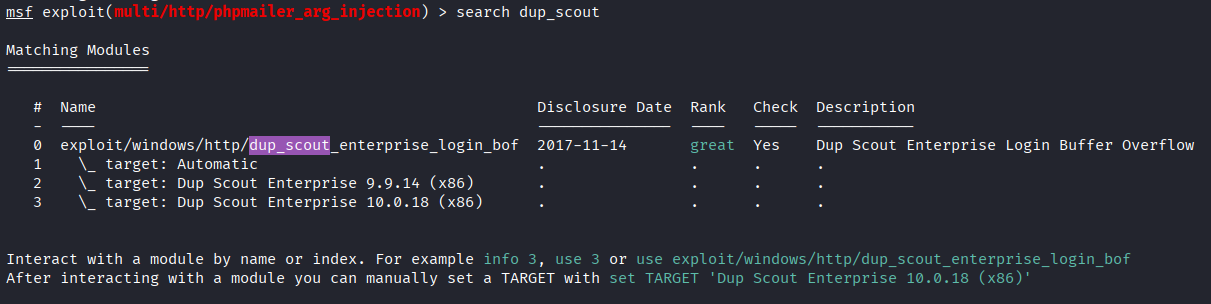 msf exploit(multi/http/phpmailer_arg_injection) > search dup_scout
Matching Modules
================
#  Name                                               Disclosure Date  Rank   Check  Description
-  ----                                               ---------------  ----   -----  -----------
0  exploit/windows/http/dup_scout_enterprise_login_bof  2017-11-14       great  Yes    Dup Scout Enterprise Login Buffer Overflow
1    \_ target: Automatic                             .                .      .      .
2    \_ target: Dup Scout Enterprise 9.9.14 (x86)     .                .      .      .
3    \_ target: Dup Scout Enterprise 10.0.18 (x86)    .                .      .      .
Interact with a module by name or index. For example info 3, use 3 or use exploit/windows/http/dup_scout_enterprise_login_bof
After interacting with a module you can manually set a TARGET with set TARGET 'Dup Scout Enterprise 10.0.18 (x86)'